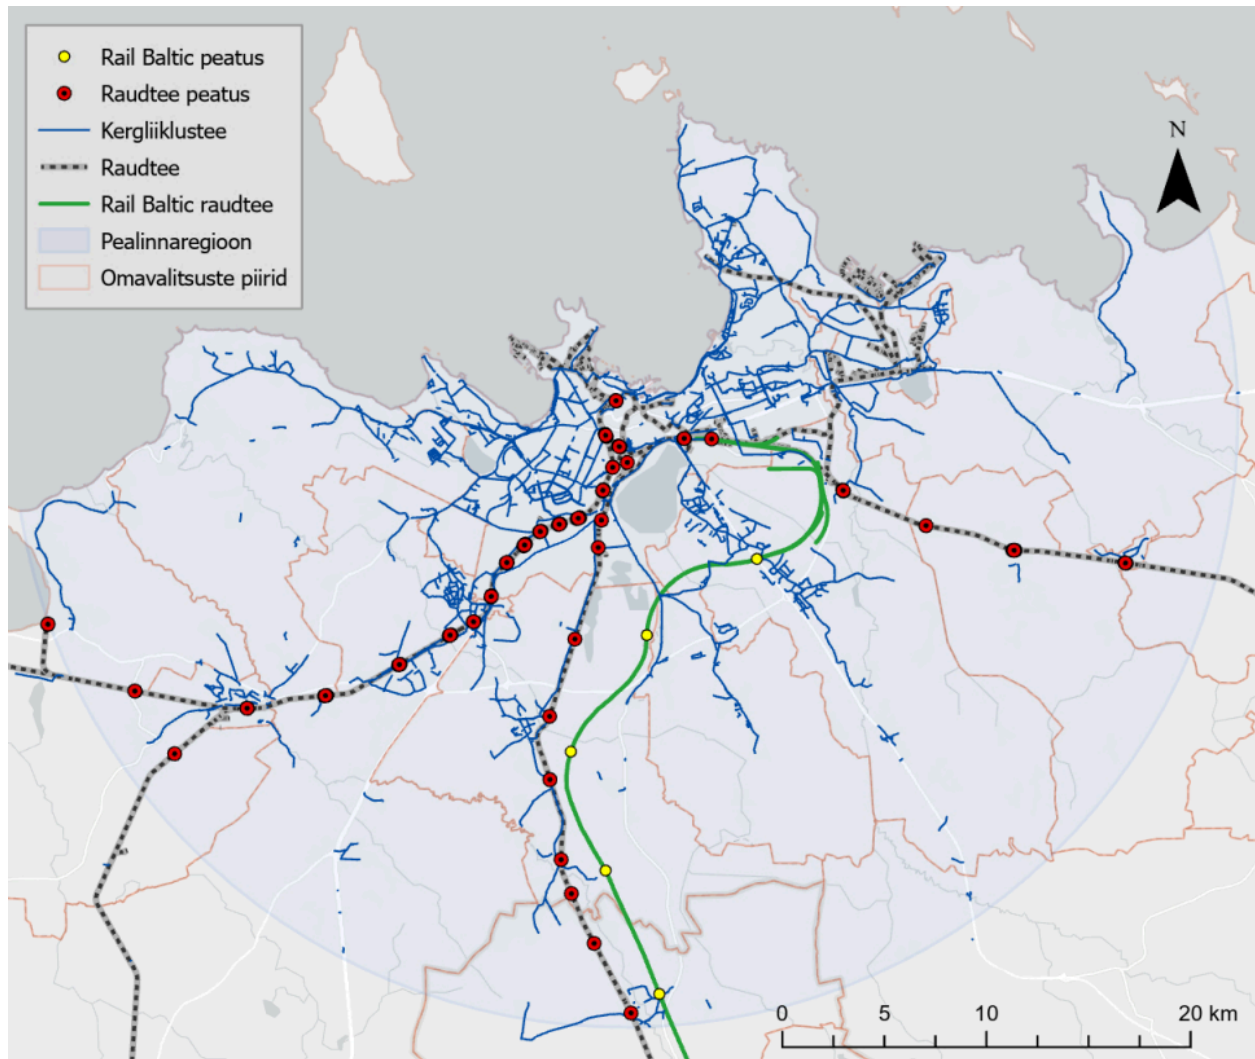 Rail Baltic peatus
Raudtee peatus
Kergliiklustee
Raudtee
Rail Baltic raudtee
Pealinnaregioon
Omavalitsuste piirid
N
0 5 10 20 km